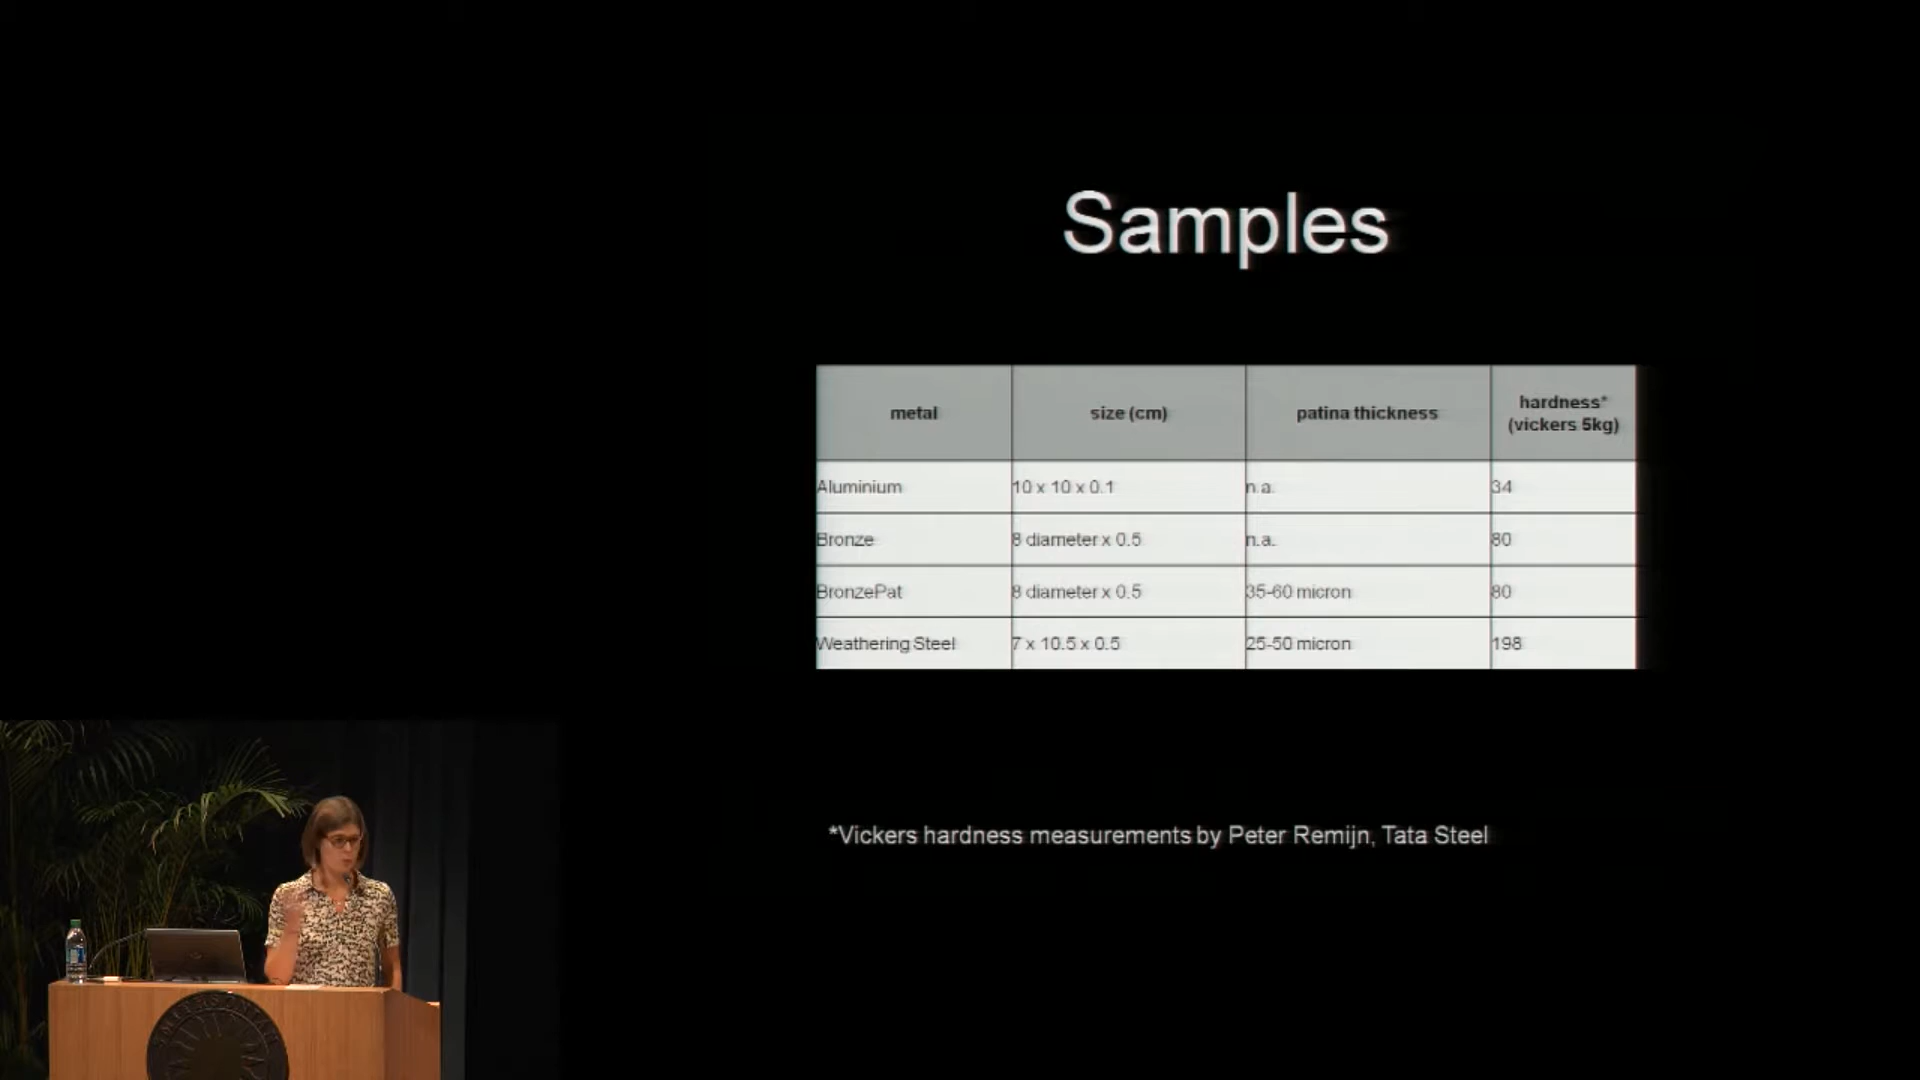 Samples
metal size (cm) patina thickness hardness* (vickers 5kg)
Aluminium 10 x 10 x 0.1 n.a. 34
Bronze 8 diameter x 0.5 n.a. 80
BronzePat 8 diameter x 0.5 35-60 micron 80
Weathering Steel 7 x 10.5 x 0.5 25-50 micron 198
*Vickers hardness measurements by Peter Remijn, Tata Steel
SMITHSONIAN